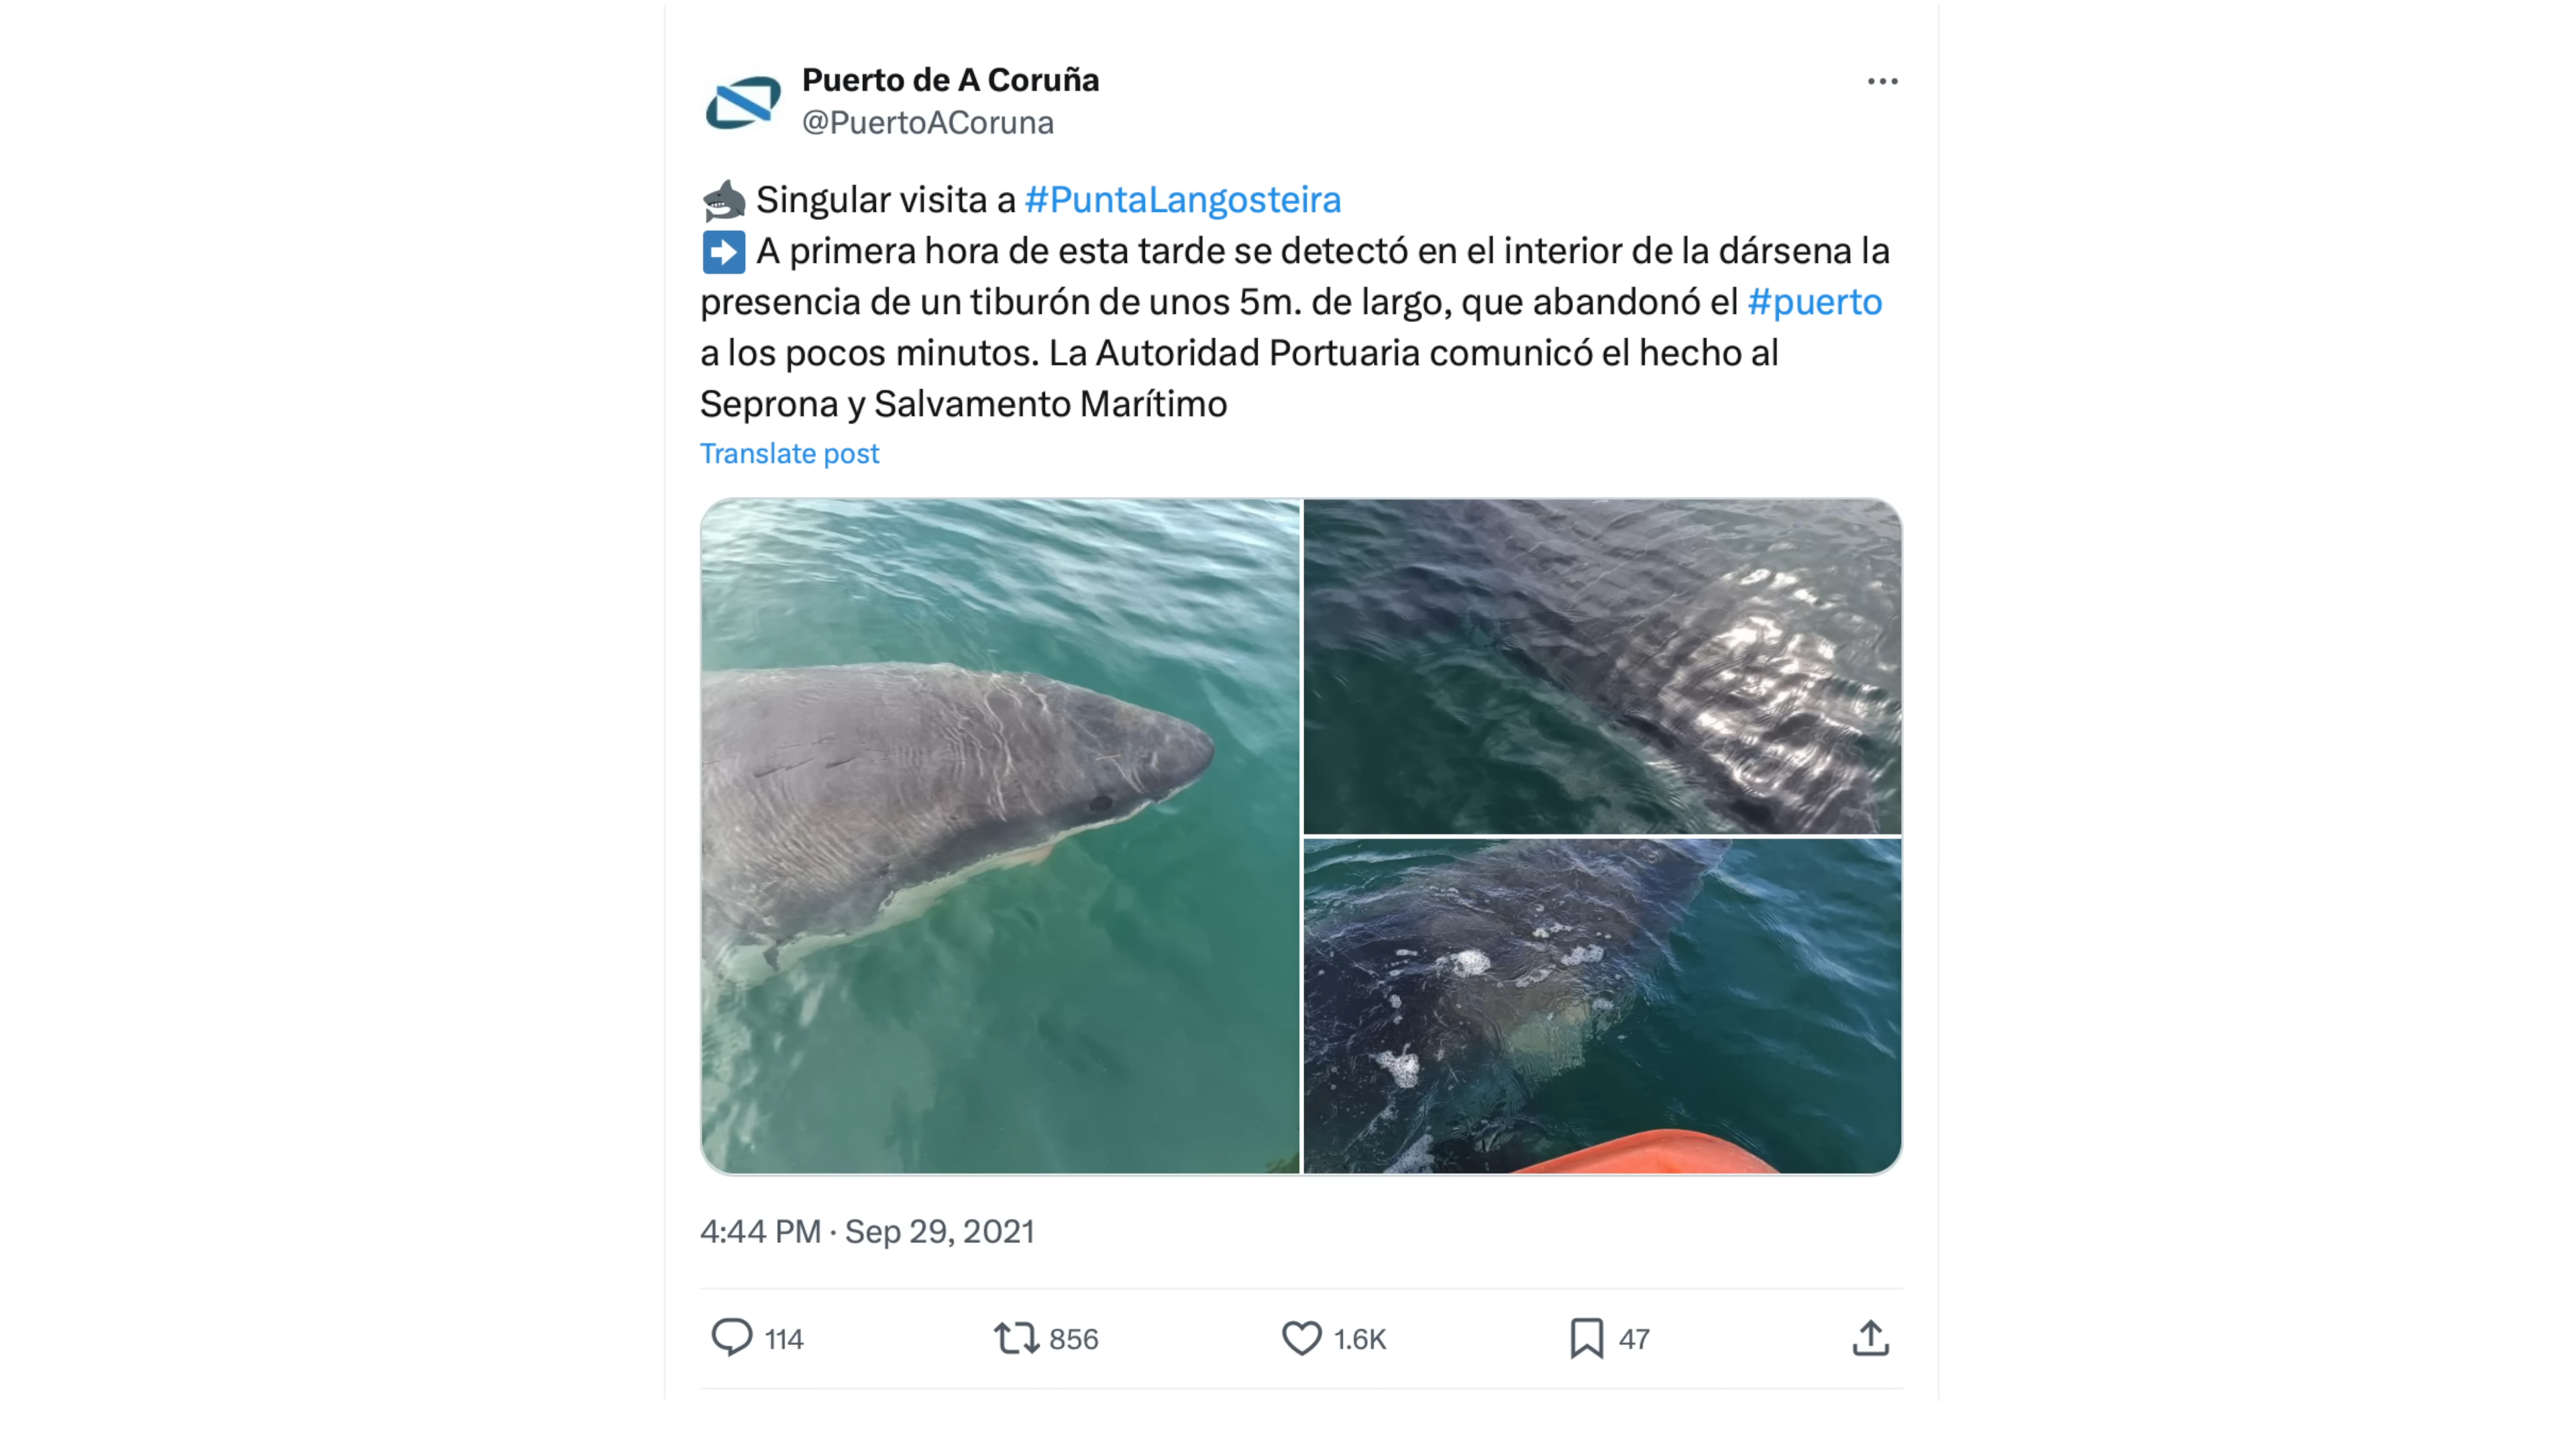 Puerto de A Coruña
@PuertoACoruna
🦈 Singular visita a #PuntaLangosteira
➡️ A primera hora de esta tarde se detectó en el interior de la dársena la
presencia de un tiburón de unos 5m. de largo, que abandonó el #puerto
a los pocos minutos. La Autoridad Portuaria comunicó el hecho al
Seprona y Salvamento Marítimo
Translate post
4:44 PM · Sep 29, 2021
114 856 1.6K 47